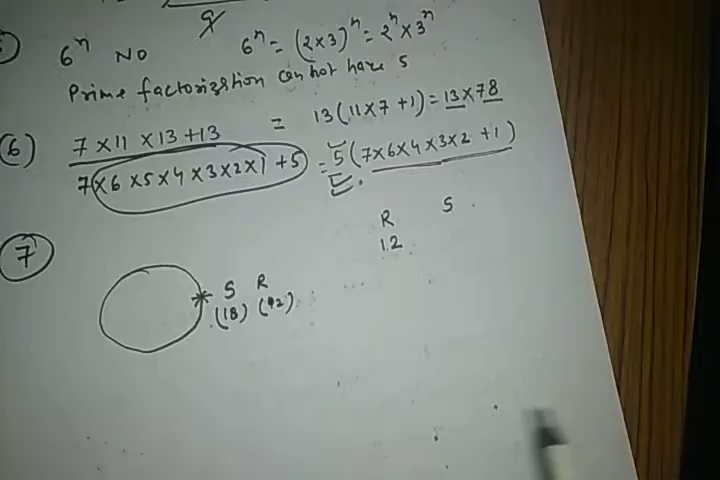 9
6ⁿ NO 6ⁿ = (2×3)ⁿ = 2ⁿ × 3ⁿ
Prime factorization can not have 5
(6) 7 × 11 × 13 + 13 = 13 (11×7 + 1) = 13 × 78
7 × 6 × 5 × 4 × 3 × 2 × 1 + 5 = 5 (7×6×4×3×2 + 1)
R S
12
7
S R
(18) (12)